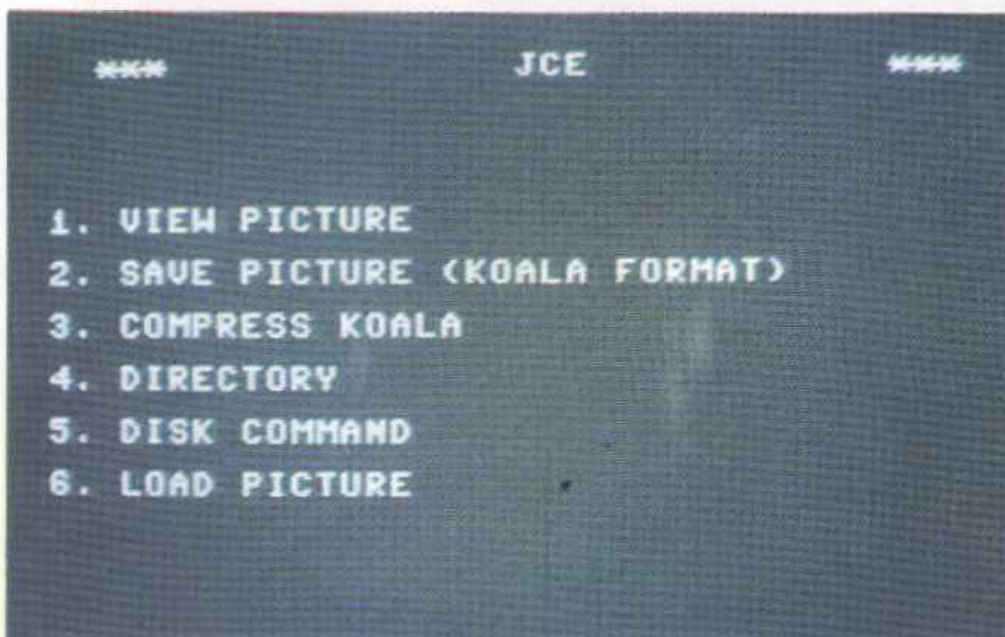 *** JCE ***
1. VIEW PICTURE
2. SAVE PICTURE (KOALA FORMAT)
3. COMPRESS KOALA
4. DIRECTORY
5. DISK COMMAND
6. LOAD PICTURE